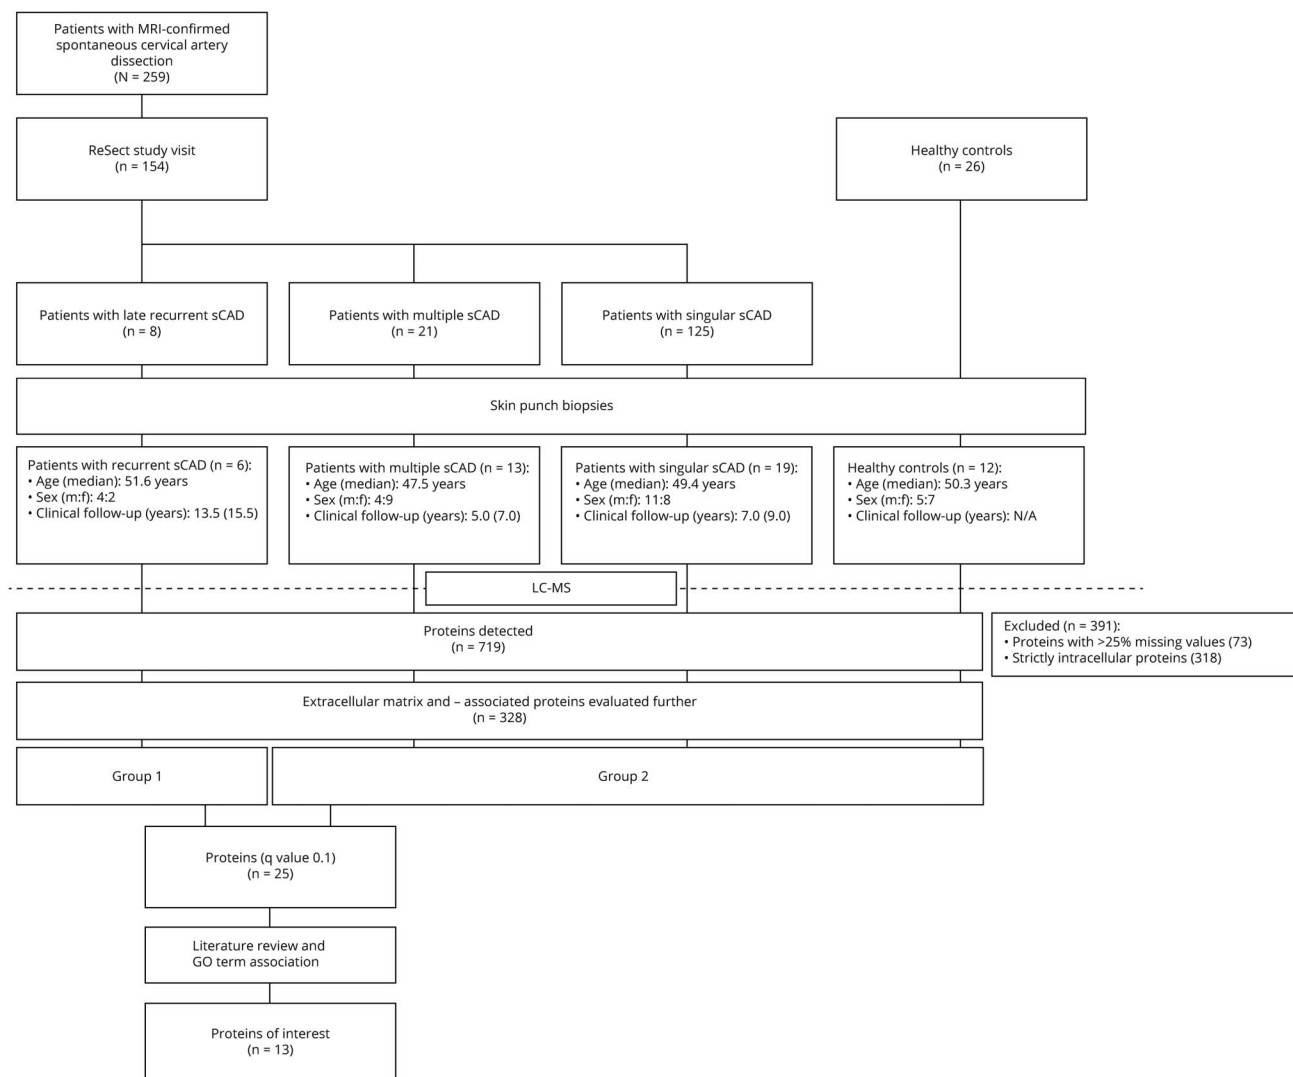 Patients with MRI-confirmed
spontaneous cervical artery
dissection
(N = 259)
ReSect study visit
(n = 154)
Healthy controls
(n = 26)
Patients with late recurrent sCAD
(n = 8)
Patients with multiple sCAD
(n = 21)
Patients with singular sCAD
(n = 125)
Skin punch biopsies
Patients with recurrent sCAD (n = 6):
• Age (median): 51.6 years
• Sex (m:f): 4:2
• Clinical follow-up (years): 13.5 (15.5)
Patients with multiple sCAD (n = 13):
• Age (median): 47.5 years
• Sex (m:f): 4:9
• Clinical follow-up (years): 5.0 (7.0)
Patients with singular sCAD (n = 19):
• Age (median): 49.4 years
• Sex (m:f): 11:8
• Clinical follow-up (years): 7.0 (9.0)
Healthy controls (n = 12):
• Age (median): 50.3 years
• Sex (m:f): 5:7
• Clinical follow-up (years): N/A
LC-MS
Proteins detected
(n = 719)
Excluded (n = 391):
• Proteins with >25% missing values (73)
• Strictly intracellular proteins (318)
Extracellular matrix and – associated proteins evaluated further
(n = 328)
Group 1
Group 2
Proteins (q value 0.1)
(n = 25)
Literature review and
GO term association
Proteins of interest
(n = 13)